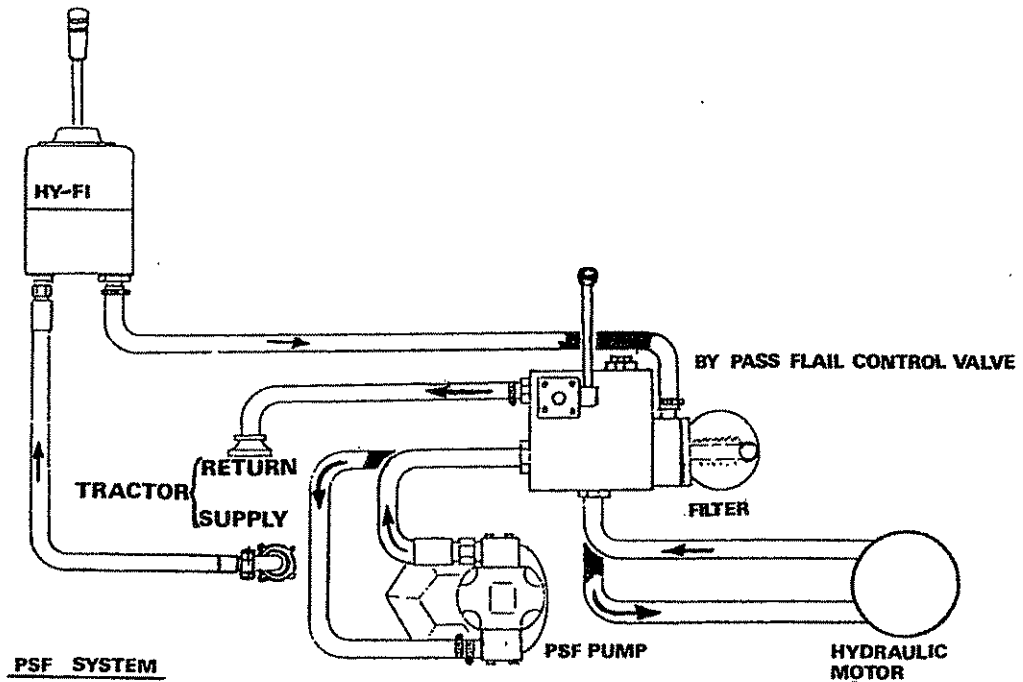 HY-FI
BY PASS FLAIL CONTROL VALVE
RETURN
TRACTOR
SUPPLY
FILTER
PSF PUMP
HYDRAULIC
MOTOR
PSF SYSTEM